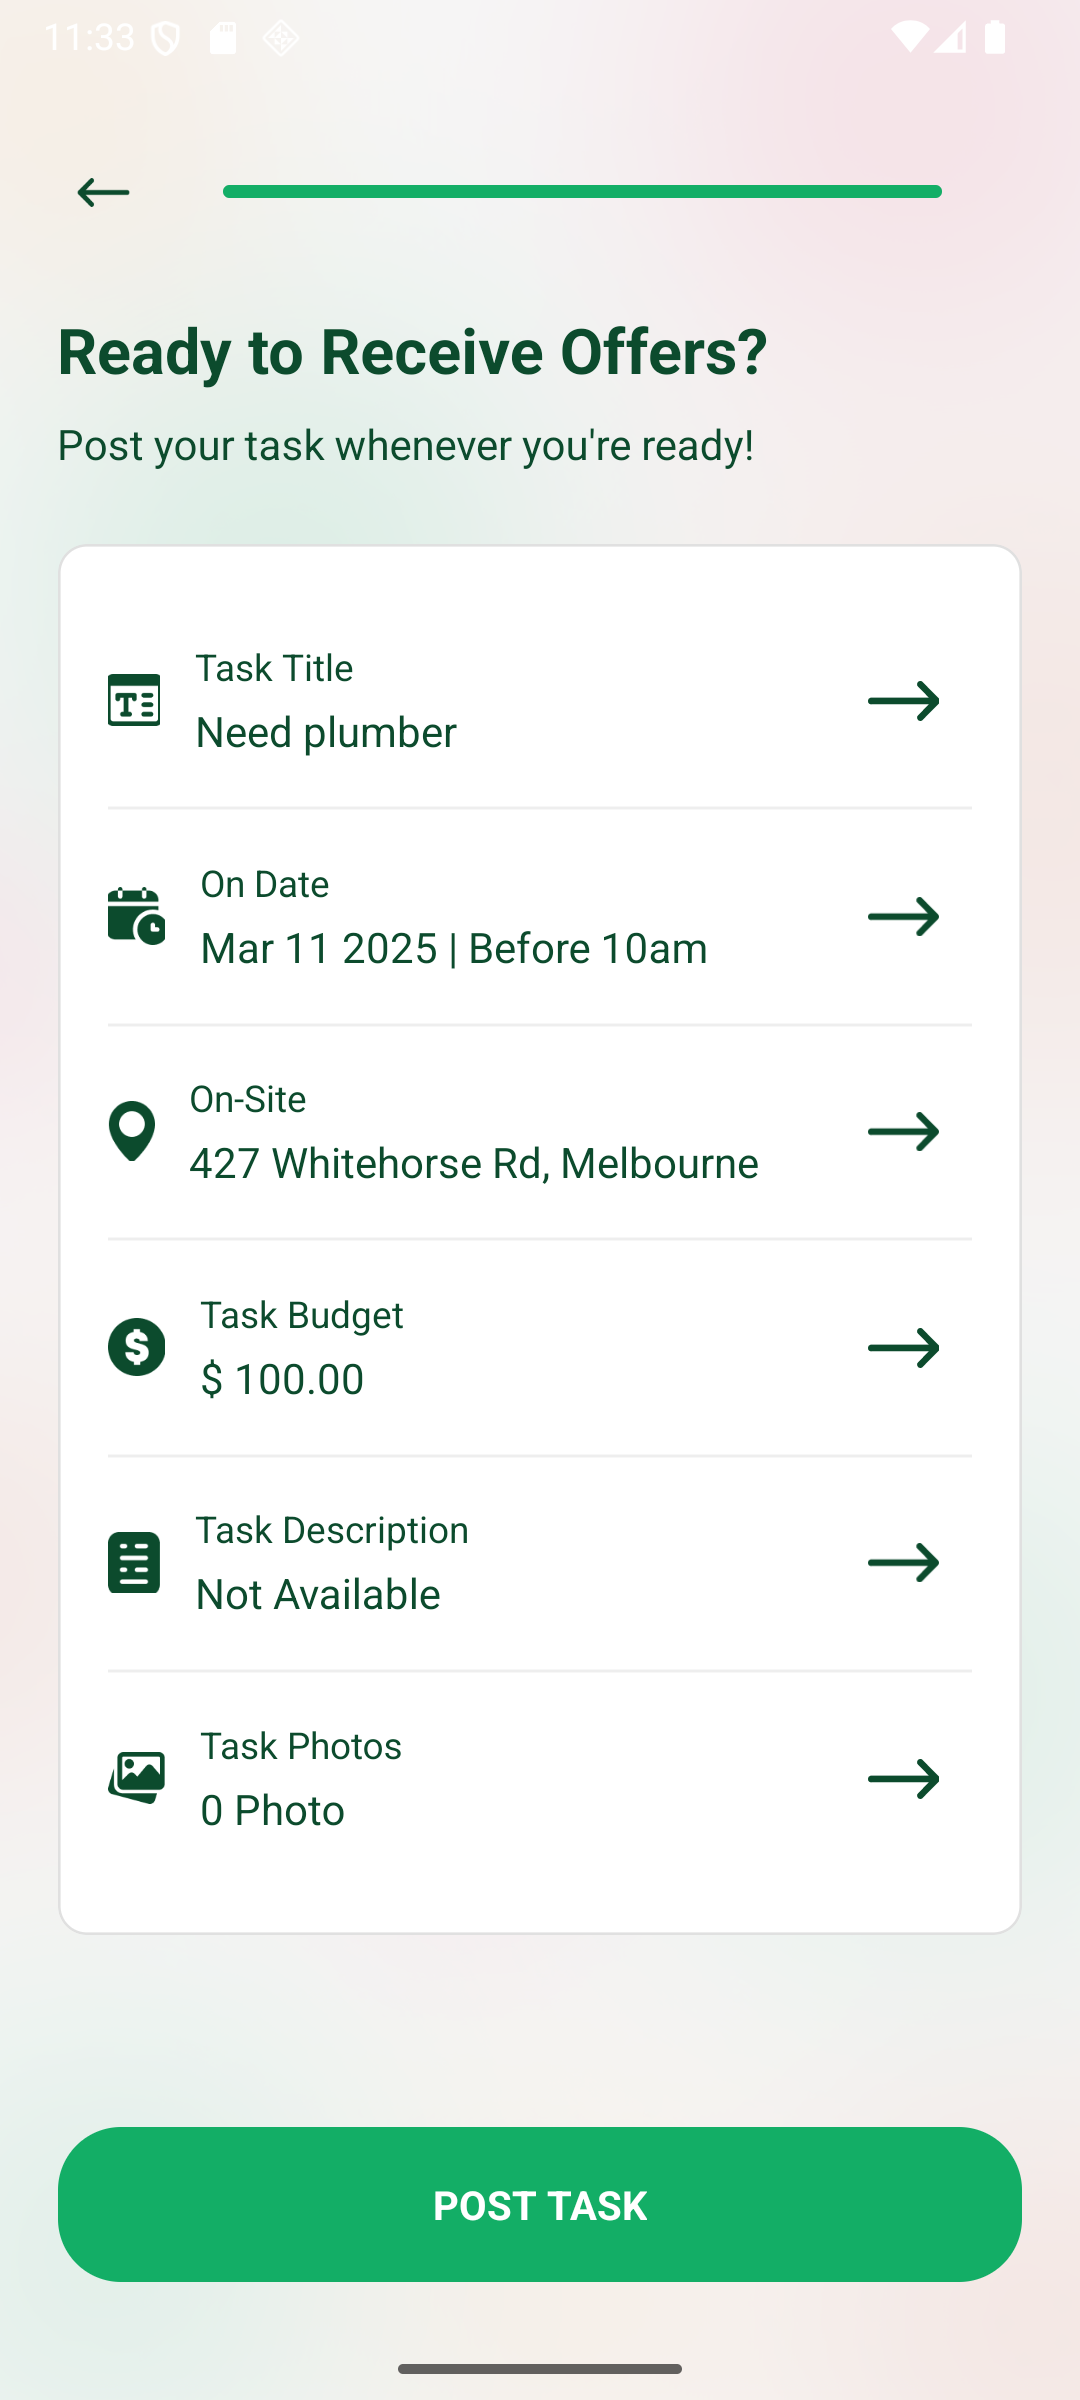 11:33
Ready to Receive Offers?
Post your task whenever you're ready!
Task Title
Need plumber
On Date
Mar 11 2025 | Before 10am
On-Site
427 Whitehorse Rd, Melbourne
Task Budget
$ 100.00
Task Description
Not Available
Task Photos
0 Photo
POST TASK